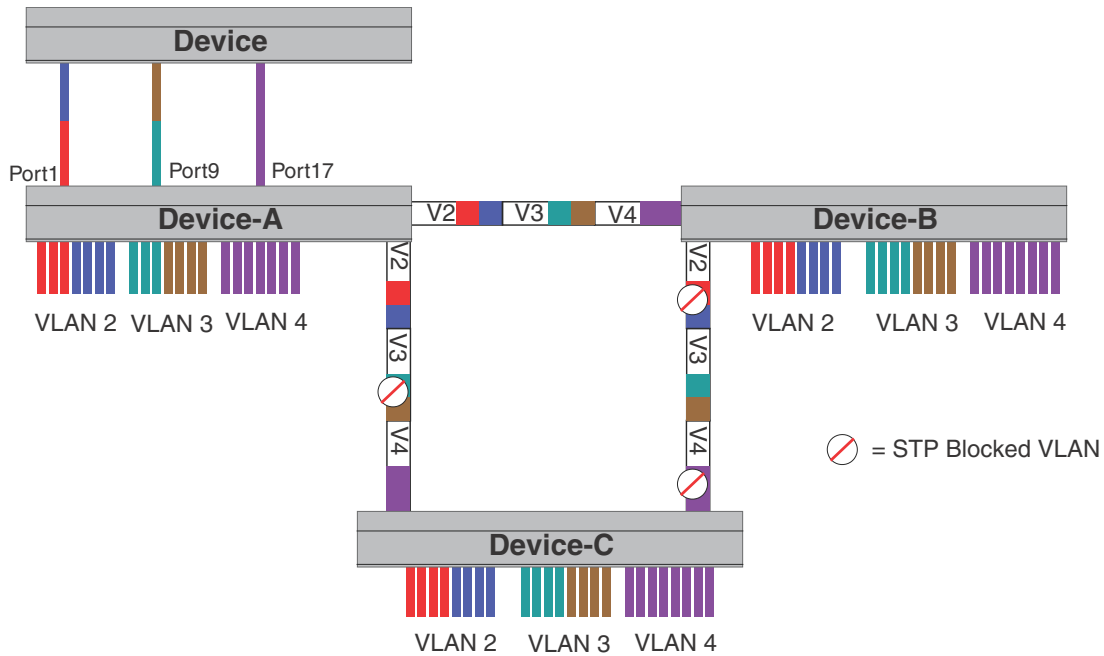 Device
Port1
Port9
Port17
Device-A
V2
V3
V4
Device-B
VLAN 2
VLAN 3
VLAN 4
V2
V3
V4
V2
V3
V4
VLAN 2
VLAN 3
VLAN 4
= STP Blocked VLAN
Device-C
VLAN 2
VLAN 3
VLAN 4